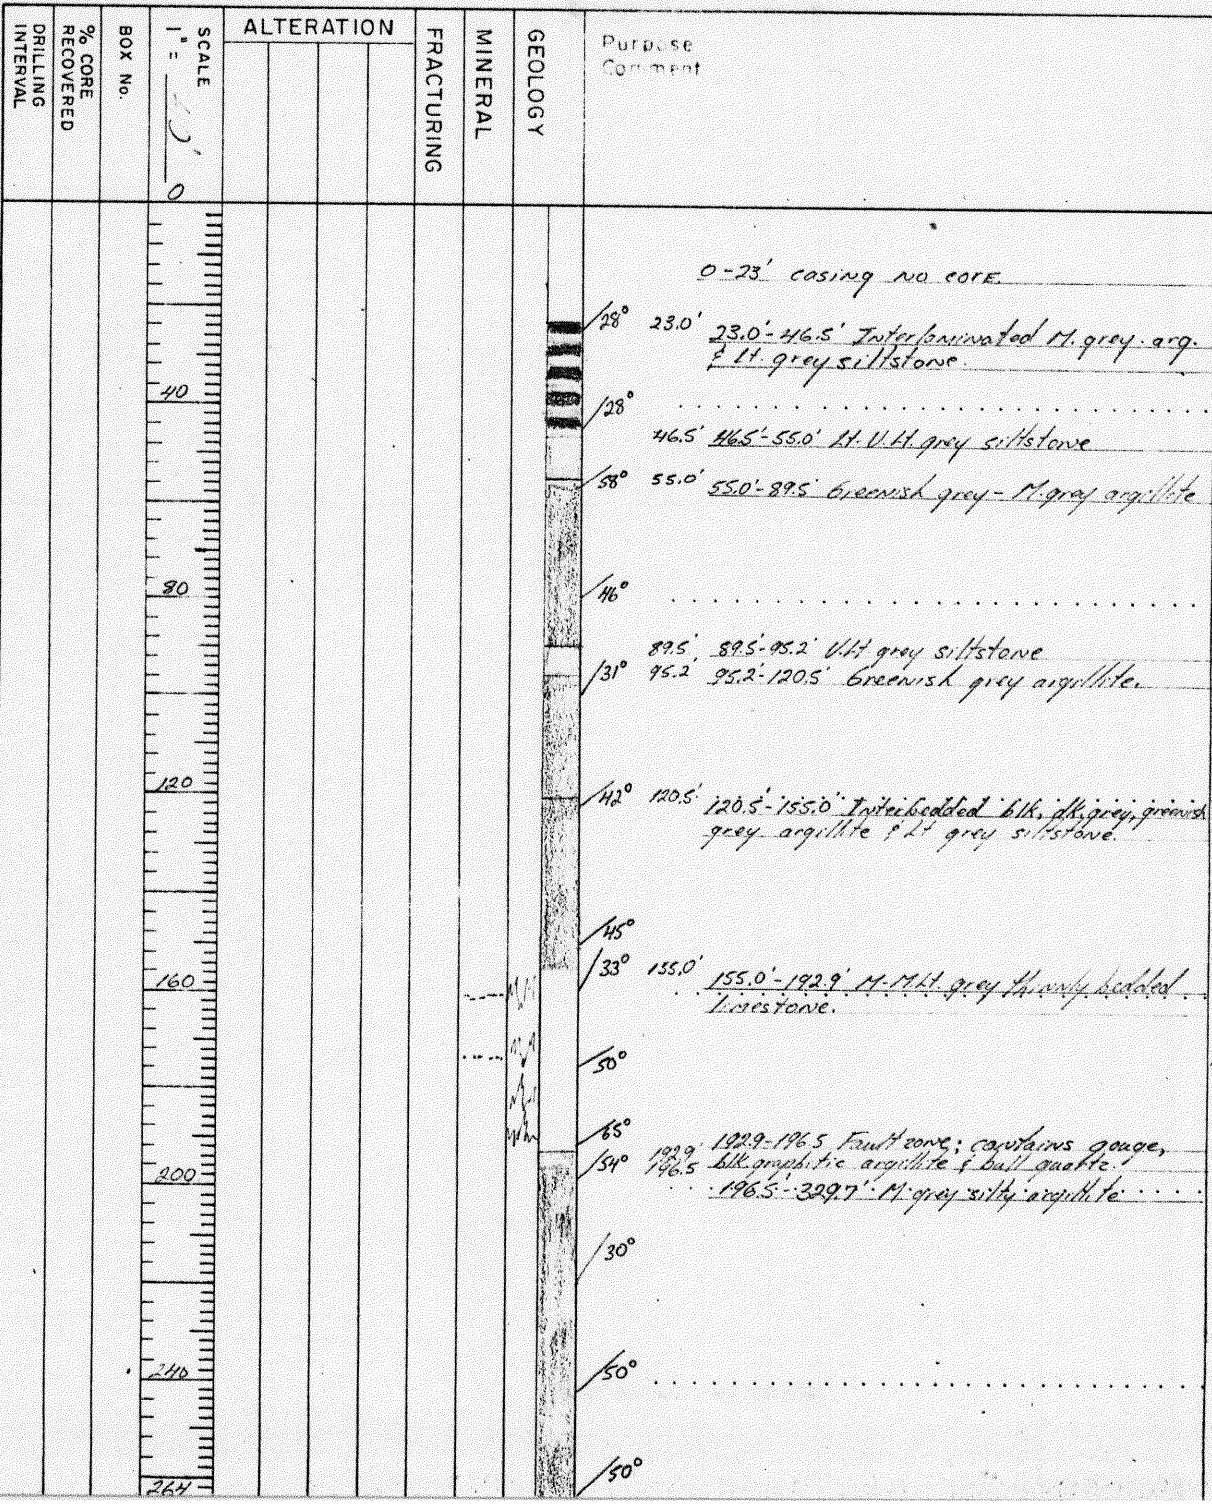 DRILLING INTERVAL
% CORE RECOVERED
BOX No.
SCALE
1" =
0
ALTERATION
FRACTURING
MINERAL
GEOLOGY
Purpose
Comment
0-23' casing no core.
28° 23.0' 23.0'-46.5' Interlaminated M. grey arg.
& Lt. grey siltstone.
40
28°
46.5' 46.5'-55.0' Lt-V.Lt. grey siltstone
58° 55.0' 55.0'-89.5' Greenish grey - M. grey argillite
80
46°
89.5' 89.5'-95.2' V.Lt grey siltstone
31° 95.2' 95.2'-120.5' Greenish grey argillite.
120
42° 120.5' 120.5'-155.0' Interbedded blk, dk, grey, greenish
grey argillite & Lt grey siltstone.
45°
33° 155.0' 155.0'-192.9' M-M.Lt. grey thinly bedded
160
limestone.
50°
65° 192.9' 192.9-196.5 Fault zone; contains gouge,
54° 196.5 blk graphitic argillite & bull quartz.
200
196.5'-329.7' M. grey silty argillite
30°
240
50°
264
50°